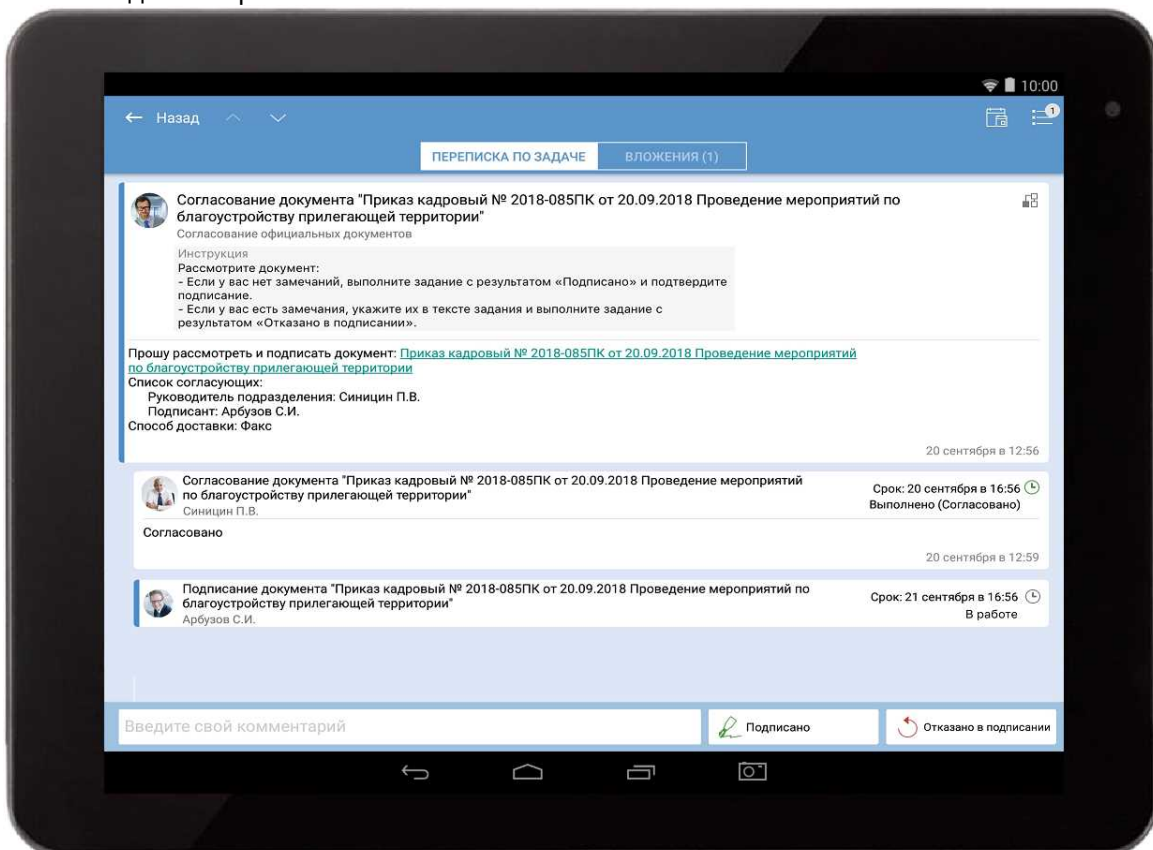 10:00
Назад
1
ПЕРЕПИСКА ПО ЗАДАЧЕ
ВЛОЖЕНИЯ (1)
Согласование документа "Приказ кадровый № 2018-085ПК от 20.09.2018 Проведение мероприятий по
благоустройству прилегающей территории"
Согласование официальных документов
Инструкция
Рассмотрите документ:
- Если у вас нет замечаний, выполните задание с результатом «Подписано» и подтвердите
подписание.
- Если у вас есть замечания, укажите их в тексте задания и выполните задание с
результатом «Отказано в подписании».
Прошу рассмотреть и подписать документ: Приказ кадровый № 2018-085ПК от 20.09.2018 Проведение мероприятий
по благоустройству прилегающей территории
Список согласующих:
Руководитель подразделения: Синицин П.В.
Подписант: Арбузов С.И.
Способ доставки: Факс
20 сентября в 12:56
Согласование документа "Приказ кадровый № 2018-085ПК от 20.09.2018 Проведение мероприятий
по благоустройству прилегающей территории"
Синицин П.В.
Срок: 20 сентября в 16:56
Выполнено (Согласовано)
Согласовано
20 сентября в 12:59
Подписание документа "Приказ кадровый № 2018-085ПК от 20.09.2018 Проведение мероприятий по
благоустройству прилегающей территории"
Арбузов С.И.
Срок: 21 сентября в 16:56
В работе
Введите свой комментарий
Подписано
Отказано в подписании